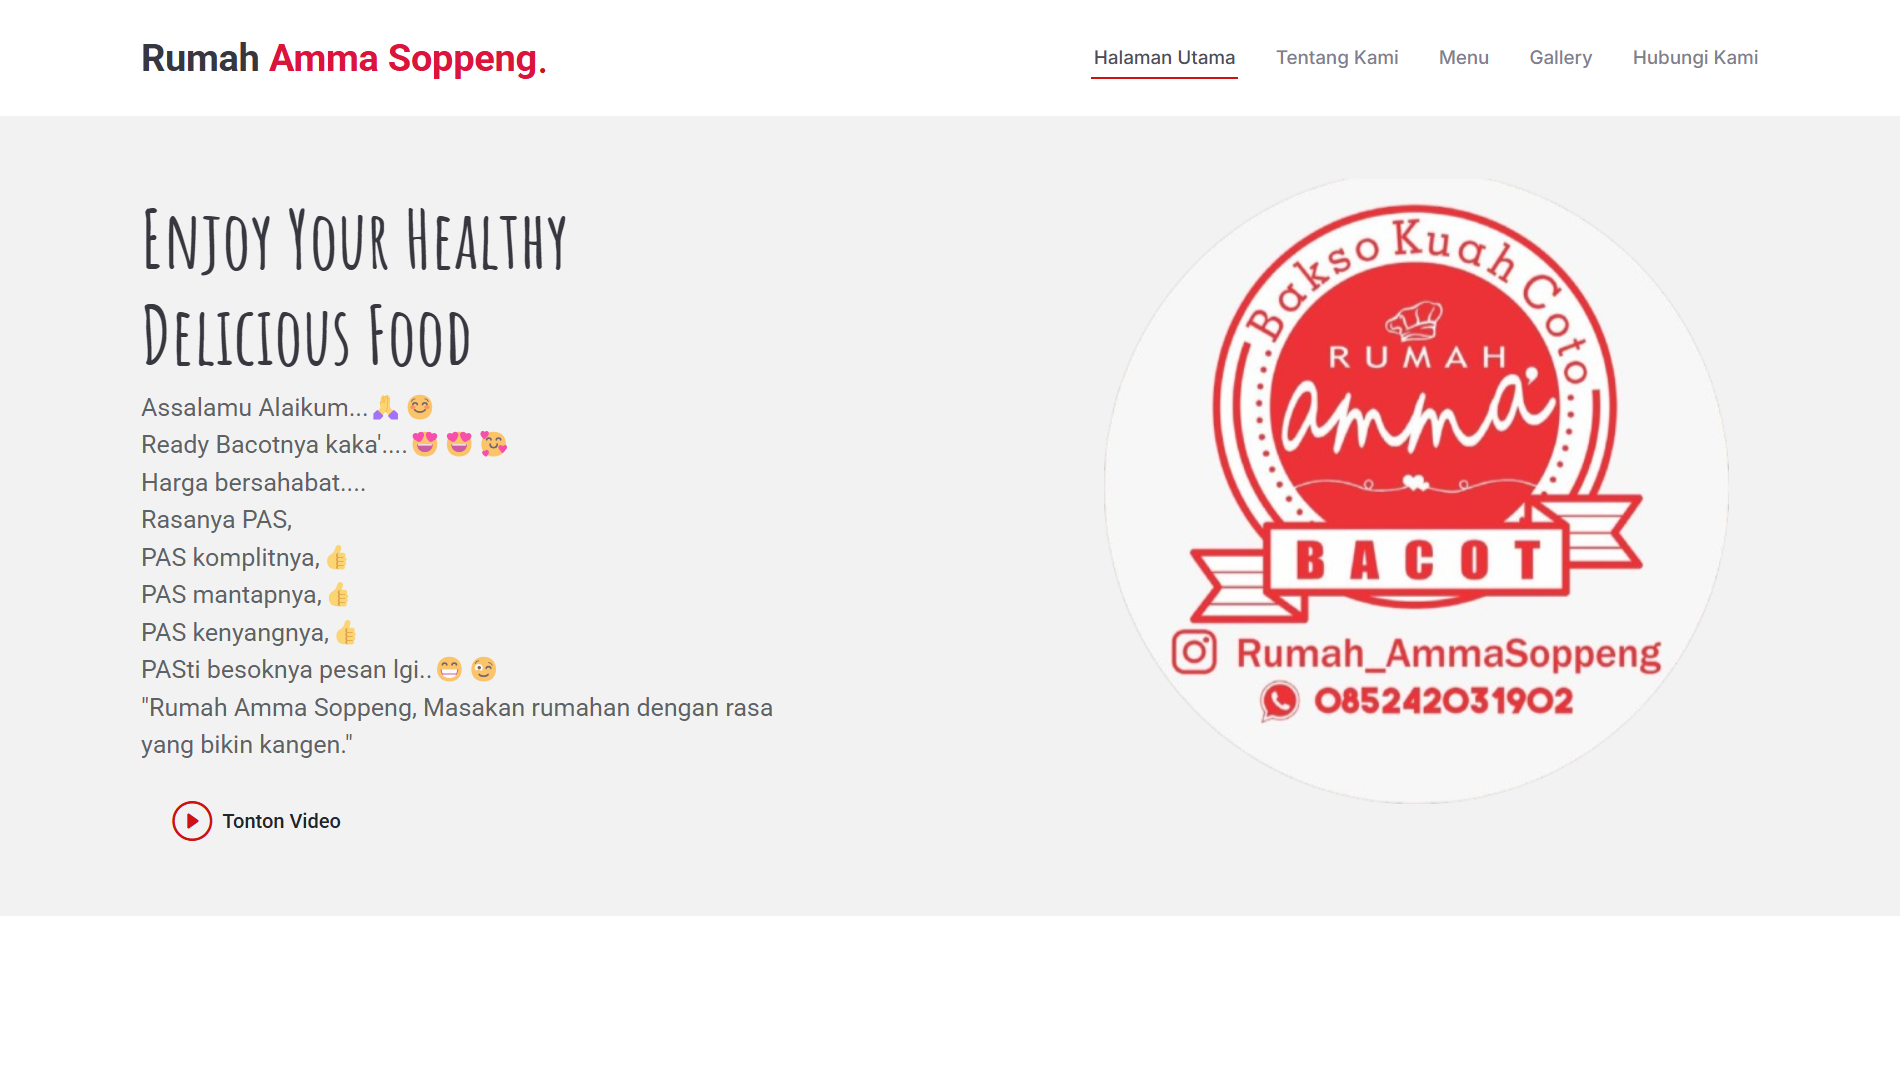 Rumah Amma Soppeng.
Halaman Utama
Tentang Kami
Menu
Gallery
Hubungi Kami
Enjoy Your Healthy
Delicious Food
Assalamu Alaikum...🙏 😊
Ready Bacotnya kaka'....😍 😍 🥰
Harga bersahabat....
Rasanya PAS,
PAS komplitnya,👍
PAS mantapnya,👍
PAS kenyangnya,👍
PASti besoknya pesan lgi..😁 😉
"Rumah Amma Soppeng, Masakan rumahan dengan rasa
yang bikin kangen."
Tonton Video
Bakso Kuah Coto
RUMAH
amma'
BACOT
Rumah_AmmaSoppeng
085242031902